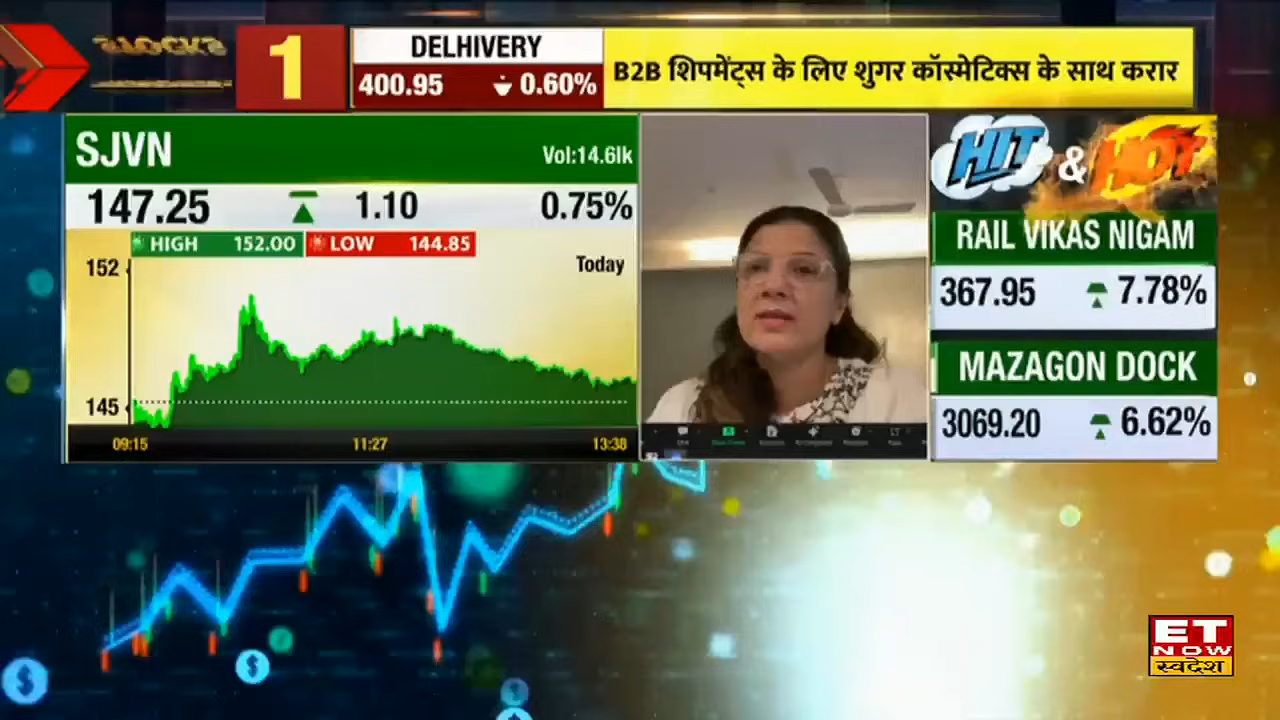 STOCKS
1
DELHIVERY
400.95 0.60%
B2B शिपमेंट्स के लिए शुगर कॉस्मेटिक्स के साथ करार
SJVN Vol:14.6lk
147.25 1.10 0.75%
HIGH 152.00 LOW 144.85
152 Today
145
09:15 11:27 13:38
HIT & HOT
RAIL VIKAS NIGAM
367.95 7.78%
MAZAGON DOCK
3069.20 6.62%
ET
NOW
स्वदेश